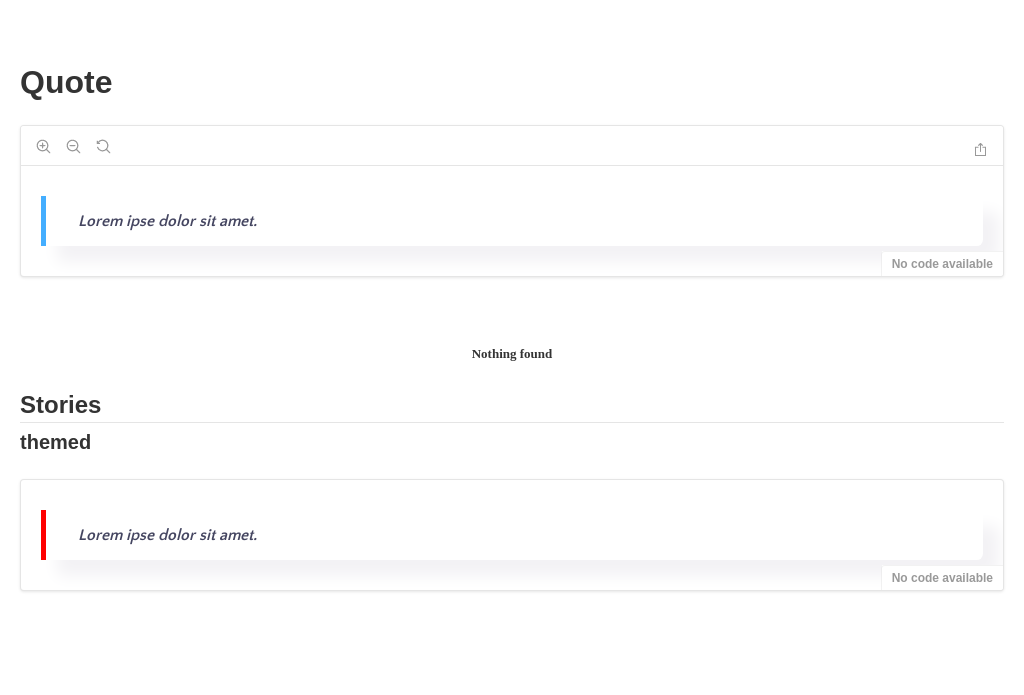 Quote
Lorem ipse dolor sit amet.
No code available
Nothing found
Stories
themed
Lorem ipse dolor sit amet.
No code available